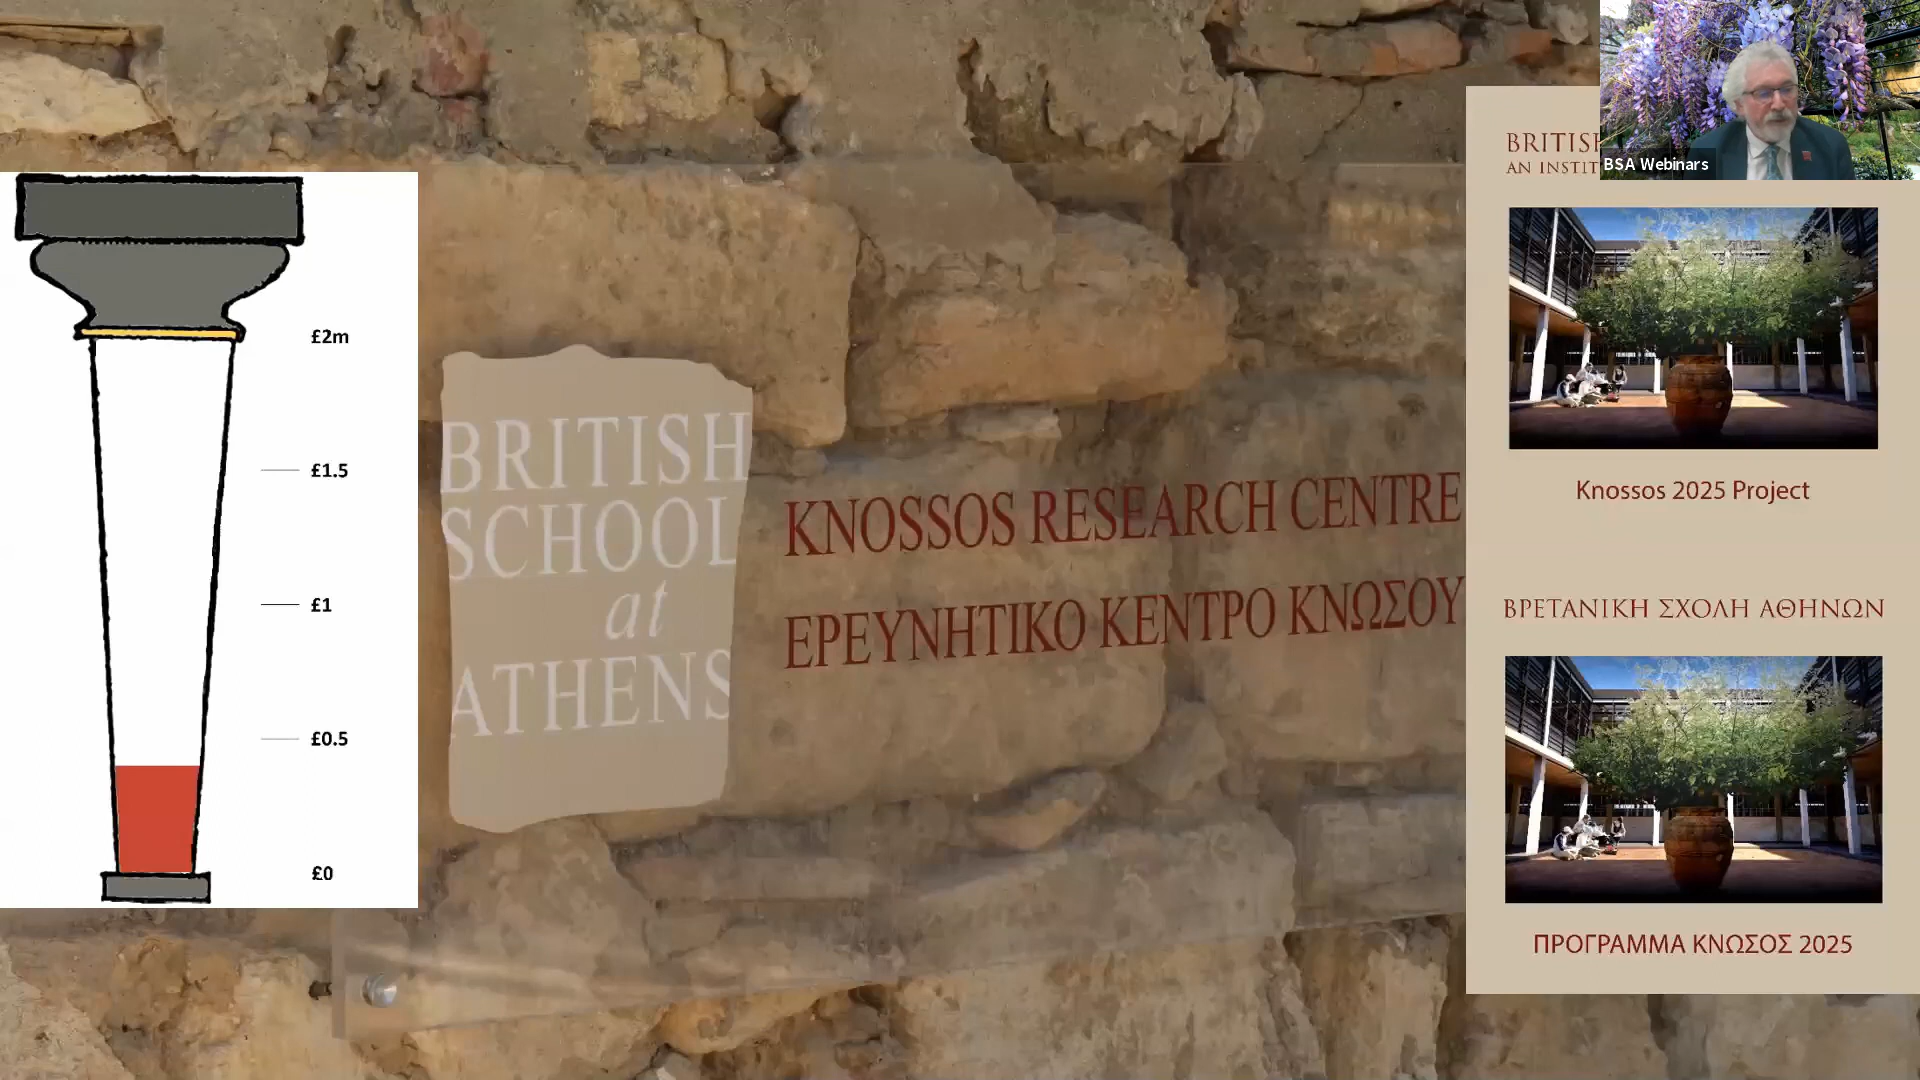 £2m
£1.5
£1
£0.5
£0
BRITISH
SCHOOL
at
ATHENS
KNOSSOS RESEARCH CENTRE
ΕΡΕΥΝΗΤΙΚΟ ΚΕΝΤΡΟ ΚΝΩΣΟΥ
AN
BSA Webinars
Knossos 2025 Project
ΒΡΕΤΑΝΙΚΗ ΣΧΟΛΗ ΑΘΗΝΩΝ
ΠΡΟΓΡΑΜΜΑ ΚΝΩΣΟΣ 2025